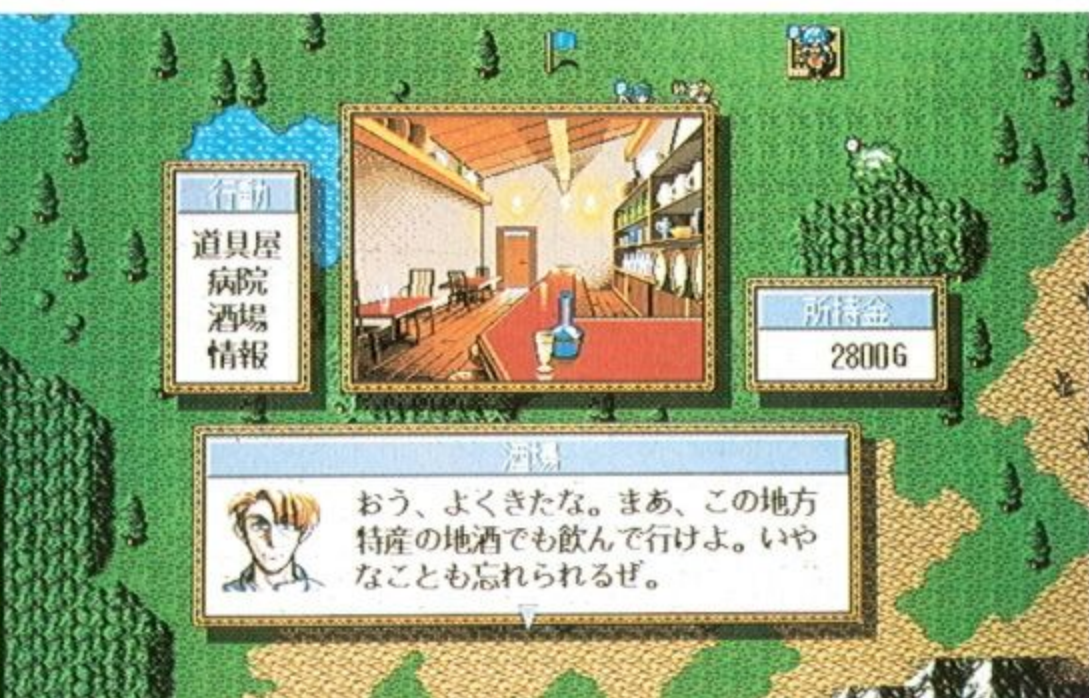 行動
道具屋
病院
酒場
情報
所持金
2800G
酒場
おう、よくきたな。まあ、この地方
特産の地酒でも飲んで行けよ。いや
なことも忘れられるぜ。